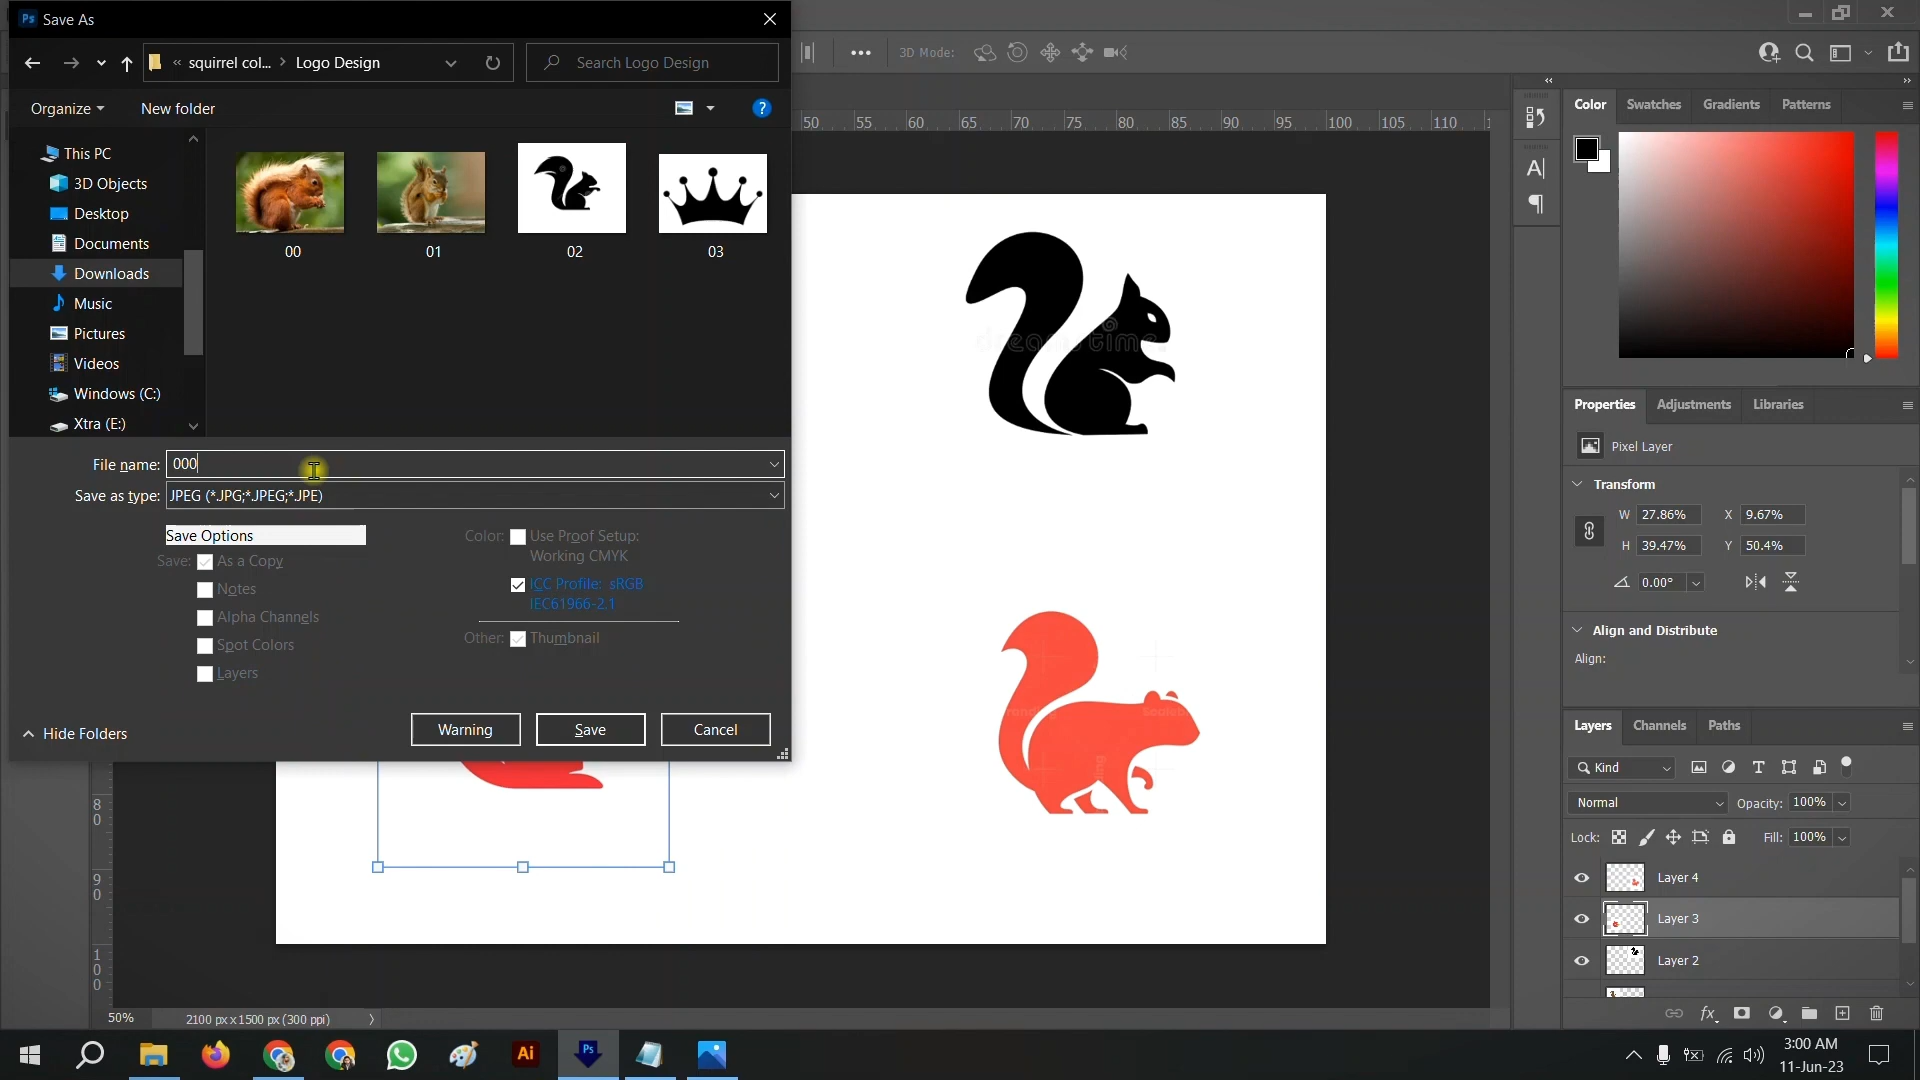 Ps Save As
squirrel col... Logo Design
Search Logo Design
3D Mode:
Organize New folder
This PC
3D Objects
Desktop
Documents
Downloads
Music
Pictures
Videos
Windows (C:)
Xtra (E:)
00 01 02 03
File name: 000
Save as type: JPEG (*.JPG;*.JPEG;*.JPE)
Save Options
Save: As a Copy
Notes
Alpha Channels
Spot Colors
Layers
Color: Use Proof Setup:
Working CMYK
ICC Profile: sRGB
IEC61966-2.1
Other: Thumbnail
Hide Folders
Warning Save Cancel
50 55 60 65 70 75 80 85 90 95 100 105 110
dreamstime
80
90
100
50% 2100 px x 1500 px (300 ppi)
Color Swatches Gradients Patterns
Properties Adjustments Libraries
Pixel Layer
Transform
W 27.86% X 9.67%
H 39.47% Y 50.4%
0.00°
Align and Distribute
Align:
Layers Channels Paths
Kind
Normal Opacity: 100%
Lock: Fill: 100%
Layer 4
Layer 3
Layer 2
Ai Ps
3:00 AM
11-Jun-23